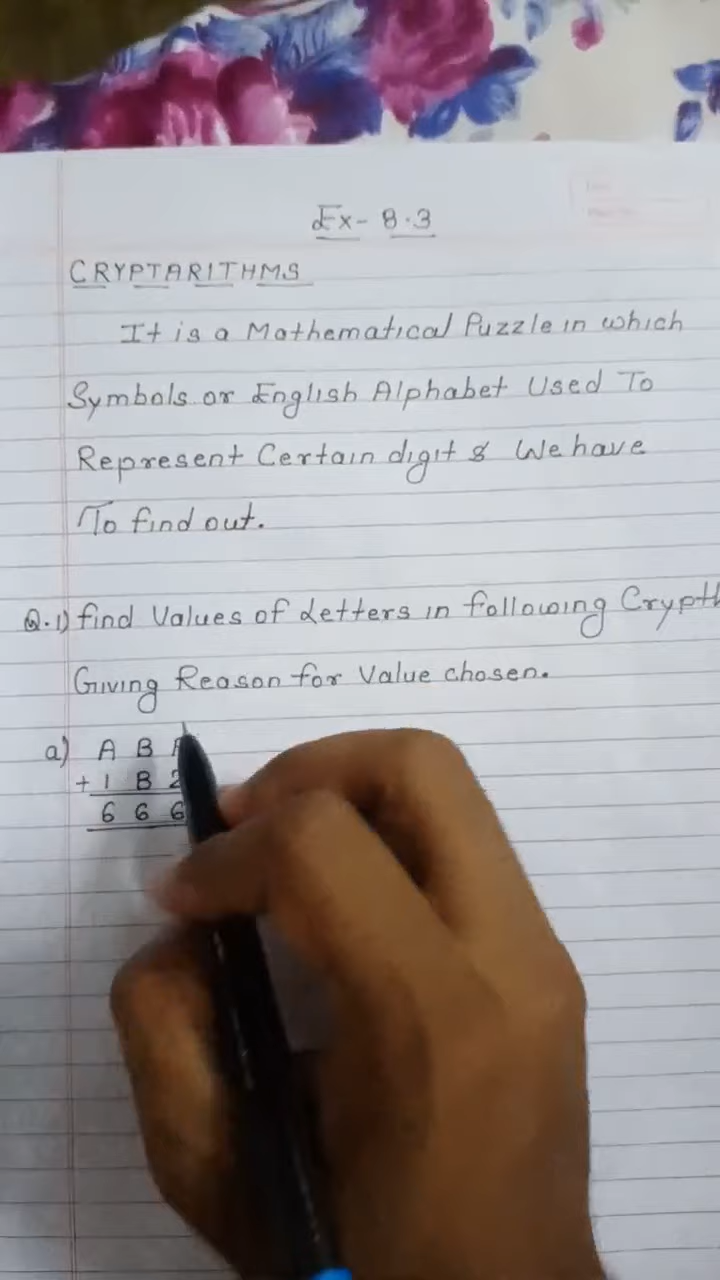 Ex- 8.3
CRYPTARITHMS
It is a Mathematical Puzzle in which
Symbols or English Alphabet Used To
Represent Certain digit & We have
To find out.
Q.1) find Values of Letters in following
Giving Reason for Value chosen.
a) A B
+ 1 B 2
6 6 6